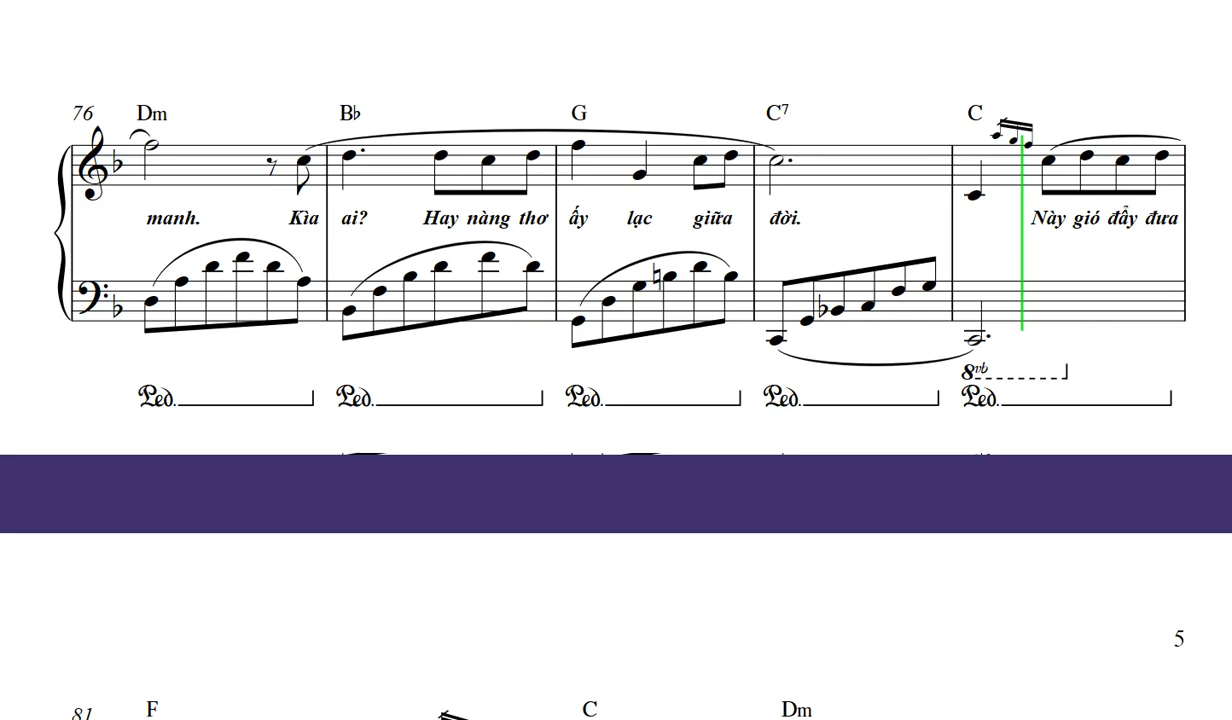 76 Dm B♭ G C7 C
manh. Kìa ai? Hay nàng thơ ấy lạc giữa đời. Này gió đẩy đưa
8vb
Ped. Ped. Ped. Ped. Ped.
5
81 F C Dm